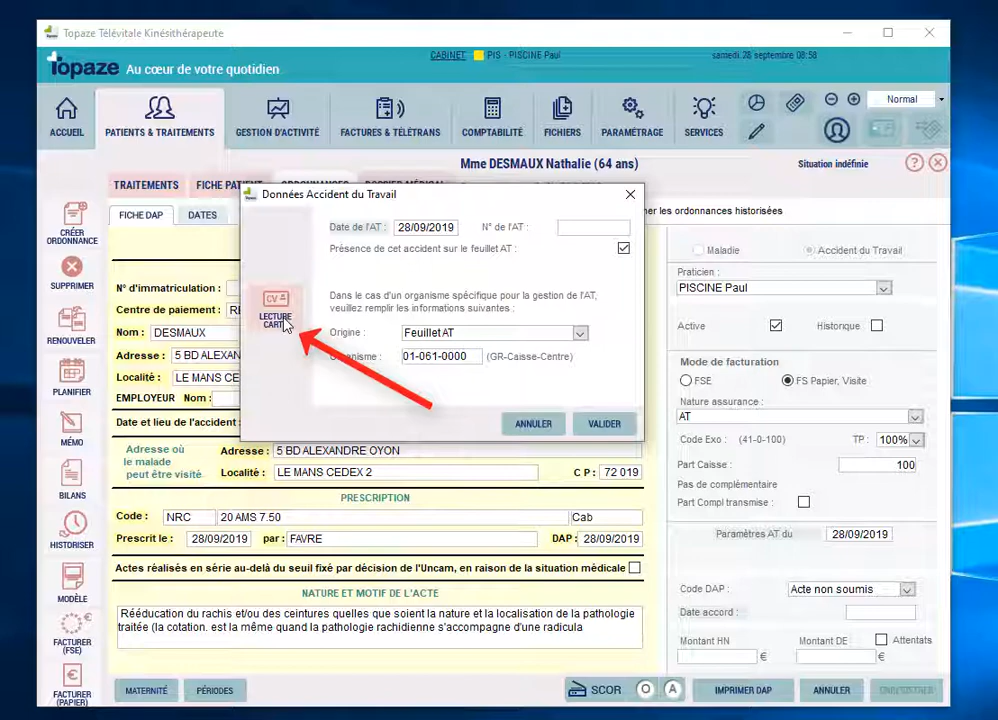 Topaze Télévitale Kinésithérapeute
topaze Au cœur de votre quotidien
CABINET PIS - PISCINE Paul
samedi 28 septembre 08:58
ACCUEIL
PATIENTS & TRAITEMENTS
GESTION D'ACTIVITÉ
FACTURES & TÉLÉTRANS
COMPTABILITÉ
FICHIERS
PARAMÉTRAGE
SERVICES
Normal
Mme DESMAUX Nathalie (64 ans)
Situation indéfinie
TRAITEMENTS
FICHE PATIENT
ORDONNANCES
DOSSIER MÉDICAL
FICHE DAP
DATES
her les ordonnances historisées
CRÉER
ORDONNANCE
SUPPRIMER
RENOUVELER
PLANIFIER
MÉMO
BILANS
HISTORISER
MODÈLE
FACTURER
(FSE)
FACTURER
(PAPIER)
N° d'immatriculation :
Centre de paiement : RE
Nom : DESMAUX
Adresse : 5 BD ALEXAN
Localité : LE MANS CE
EMPLOYEUR Nom :
Date et lieu de l'accident :
Données Accident du Travail
Date de l'AT : 28/09/2019 N° de l'AT :
Présence de cet accident sur le feuillet AT :
CV
LECTURE
CARTE
Dans le cas d'un organisme spécifique pour la gestion de l'AT,
veuillez remplir les informations suivantes :
Origine : Feuillet AT
Organisme : 01-061-0000 (GR-Caisse-Centre)
ANNULER
VALIDER
Adresse où
le malade
peut être visité
Adresse : 5 BD ALEXANDRE OYON
Localité : LE MANS CEDEX 2 C P : 72 019
PRESCRIPTION
Code : NRC 20 AMS 7.50 Cab
Prescrit le : 28/09/2019 par : FAVRE DAP : 28/09/2019
Actes réalisés en série au-delà du seuil fixé par décision de l'Uncam, en raison de la situation médicale
NATURE ET MOTIF DE L'ACTE
Rééducation du rachis et/ou des ceintures quelles que soient la nature et la localisation de la pathologie
traitée (la cotation. est la même quand la pathologie rachidienne s'accompagne d'une radicula
Maladie
Accident du Travail
Praticien :
PISCINE Paul
Active
Historique
Mode de facturation
FSE
FS Papier, Visite
Nature assurance :
AT
Code Exo : (41-0-100) TP : 100%
Part Caisse : 100
Pas de complémentaire
Part Compl transmise :
Paramètres AT du 28/09/2019
Code DAP : Acte non soumis
Date accord :
Montant HN
Montant DE
Attentats
€
€
MATERNITÉ
PÉRIODES
SCOR
O
A
IMPRIMER DAP
ANNULER
ENREGISTRER